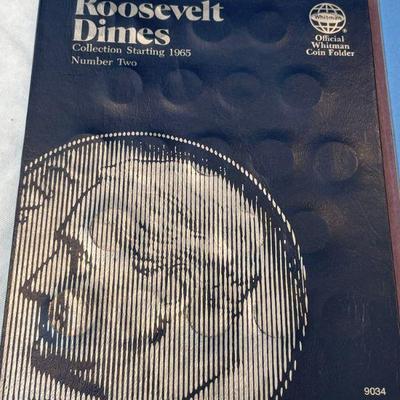 Roosevelt
Dimes
Collection Starting 1965
Number Two
Whitman
Official
Whitman
Coin Folder
9034